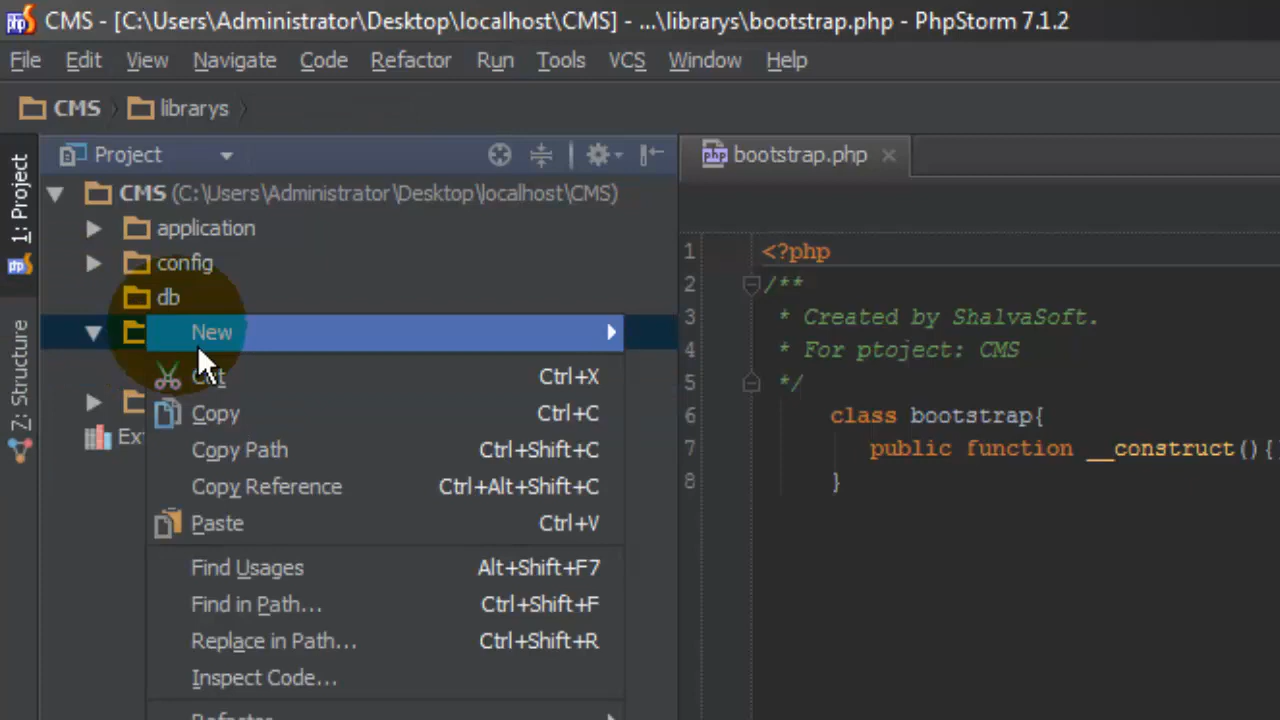 CMS - [C:\Users\Administrator\Desktop\localhost\CMS] - ...\librarys\bootstrap.php - PhpStorm 7.1.2
File Edit View Navigate Code Refactor Run Tools VCS Window Help
CMS librarys
1: Project
Z: Structure
Project
CMS (C:\Users\Administrator\Desktop\localhost\CMS)
application
config
db
New
Cut Ctrl+X
Copy Ctrl+C
Copy Path Ctrl+Shift+C
Copy Reference Ctrl+Alt+Shift+C
Paste Ctrl+V
Find Usages Alt+Shift+F7
Find in Path... Ctrl+Shift+F
Replace in Path... Ctrl+Shift+R
Inspect Code...
Refactor
Ext
bootstrap.php
1 <?php
2 /**
3 * Created by ShalvaSoft.
4 * For ptoject: CMS
5 */
6 class bootstrap{
7 public function __construct(){
8 }